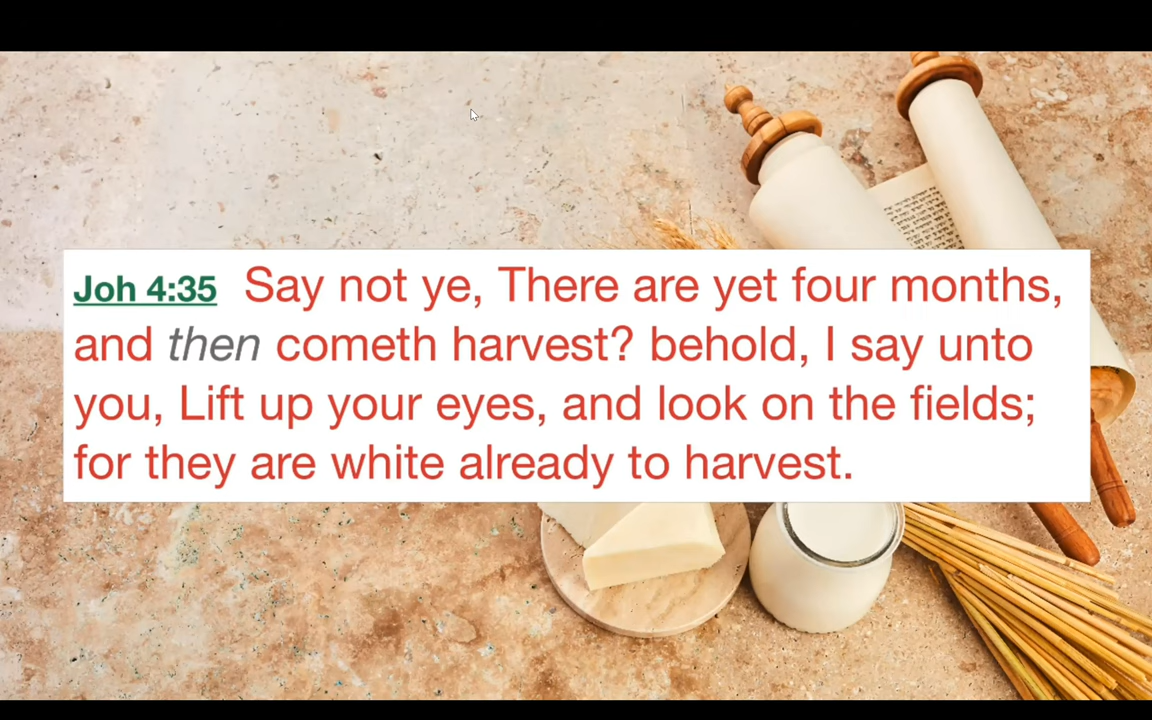 Joh 4:35 Say not ye, There are yet four months,
and then cometh harvest? behold, I say unto
you, Lift up your eyes, and look on the fields;
for they are white already to harvest.